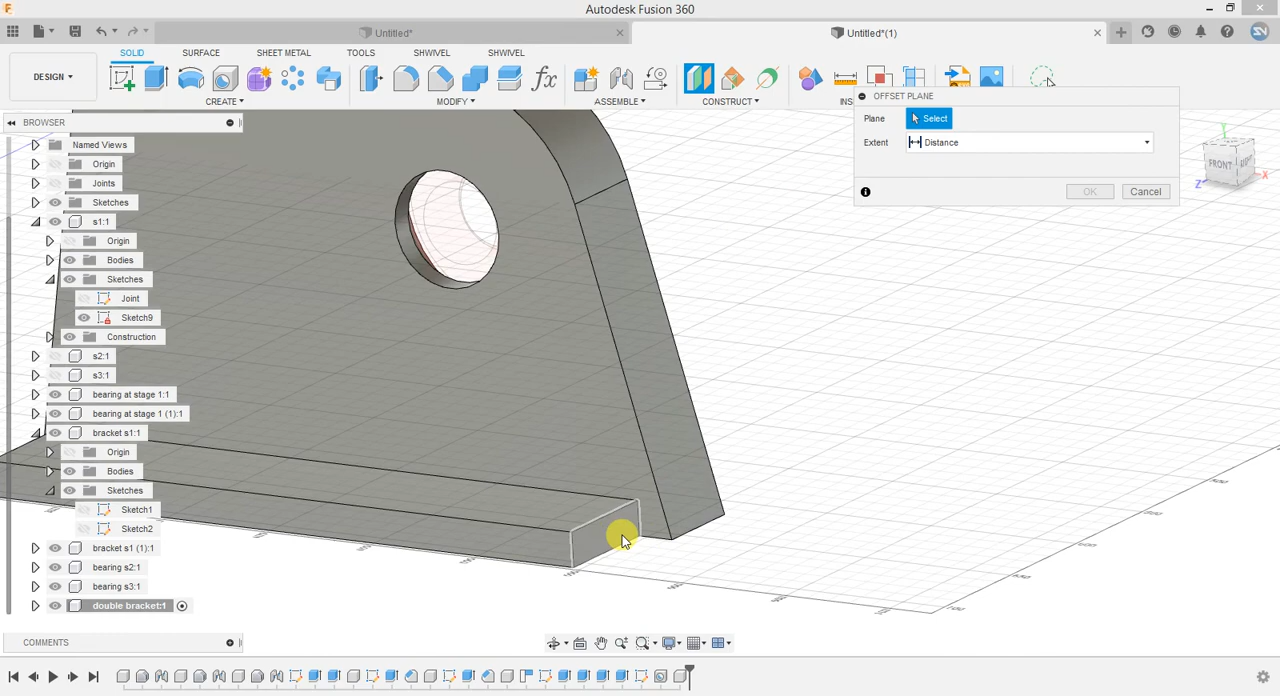 Autodesk Fusion 360
Untitled*
Untitled*(1)
SV
DESIGN
SOLID
SURFACE
SHEET METAL
TOOLS
SHWIVEL
SHWIVEL
CREATE
MODIFY
ASSEMBLE
CONSTRUCT
INS
BROWSER
Named Views
Origin
Joints
Sketches
s1:1
Origin
Bodies
Sketches
Joint
Sketch9
Construction
s2:1
s3:1
bearing at stage 1:1
bearing at stage 1 (1):1
bracket s1:1
Origin
Bodies
Sketches
Sketch1
Sketch2
bracket s1 (1):1
bearing s2:1
bearing s3:1
double bracket:1
OFFSET PLANE
Plane
Select
Extent
Distance
OK
Cancel
FRONT
RIGHT
Y
Z
X
COMMENTS